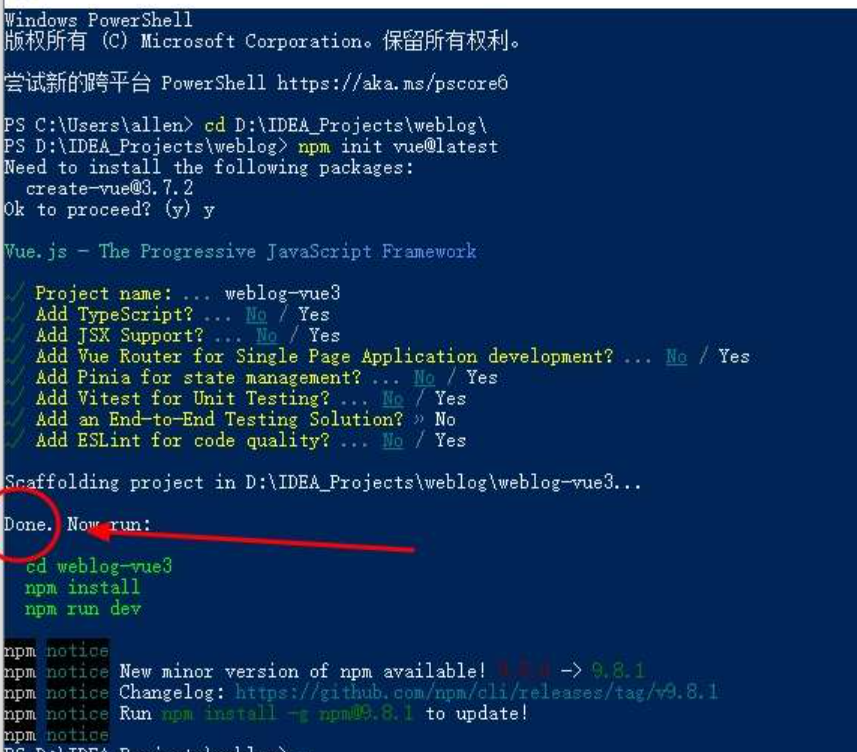 Windows PowerShell
版权所有 (C) Microsoft Corporation。保留所有权利。
尝试新的跨平台 PowerShell https://aka.ms/pscore6
PS C:\Users\allen> cd D:\IDEA_Projects\weblog\
PS D:\IDEA_Projects\weblog> npm init vue@latest
Need to install the following packages:
create-vue@3.7.2
Ok to proceed? (y) y
Vue.js - The Progressive JavaScript Framework
√ Project name: ... weblog-vue3
√ Add TypeScript? ... No / Yes
√ Add JSX Support? ... No / Yes
√ Add Vue Router for Single Page Application development? ... No / Yes
√ Add Pinia for state management? ... No / Yes
√ Add Vitest for Unit Testing? ... No / Yes
√ Add an End-to-End Testing Solution? » No
√ Add ESLint for code quality? ... No / Yes
Scaffolding project in D:\IDEA_Projects\weblog\weblog-vue3...
Done. Now run:
cd weblog-vue3
npm install
npm run dev
npm notice
npm notice New minor version of npm available! -> 9.8.1
npm notice Changelog: https://github.com/npm/cli/releases/tag/v9.8.1
npm notice Run npm install -g npm@9.8.1 to update!
npm notice
PS D:\IDEA_Projects\weblog>